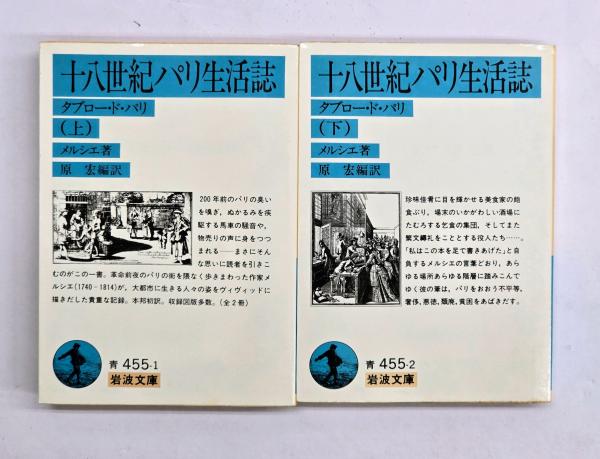 十八世紀パリ生活誌
タブロー・ド・パリ
(上)
メルシエ著
原 宏編訳
200年前のパリの臭い
を嗅ぎ，ぬかるみを疾
駆する馬車の騒音や，
物売りの声に身をつつ
まれる――まさにそん
な思いに読者を引きこ
むのがこの一書．革命前夜のパリの街を隈なく歩きまわった作家メ
ルシエ(1740－1814)が，大都市に生きる人々の姿をヴィヴィッドに
描きだした貴重な記録．本邦初訳．収録図版多数．(全2冊)
青 455-1
岩波文庫
十八世紀パリ生活誌
タブロー・ド・パリ
(下)
メルシエ著
原 宏編訳
珍味佳肴に目を輝かせる美食家の飽
食ぶり，場末のいかがわしい酒場に
たむろする乞食の集団，そしてまた
繁文縟礼をこととする役人たち……．
「私はこの本を足で書きあげた」と自
負するメルシエの言葉どおり，あら
ゆる場所あらゆる階層に踏みこんで
ゆく彼の筆は，パリをおおう不平等，
奢侈，悪徳，頽廃，貧困をあばきだす．
青 455-2
岩波文庫